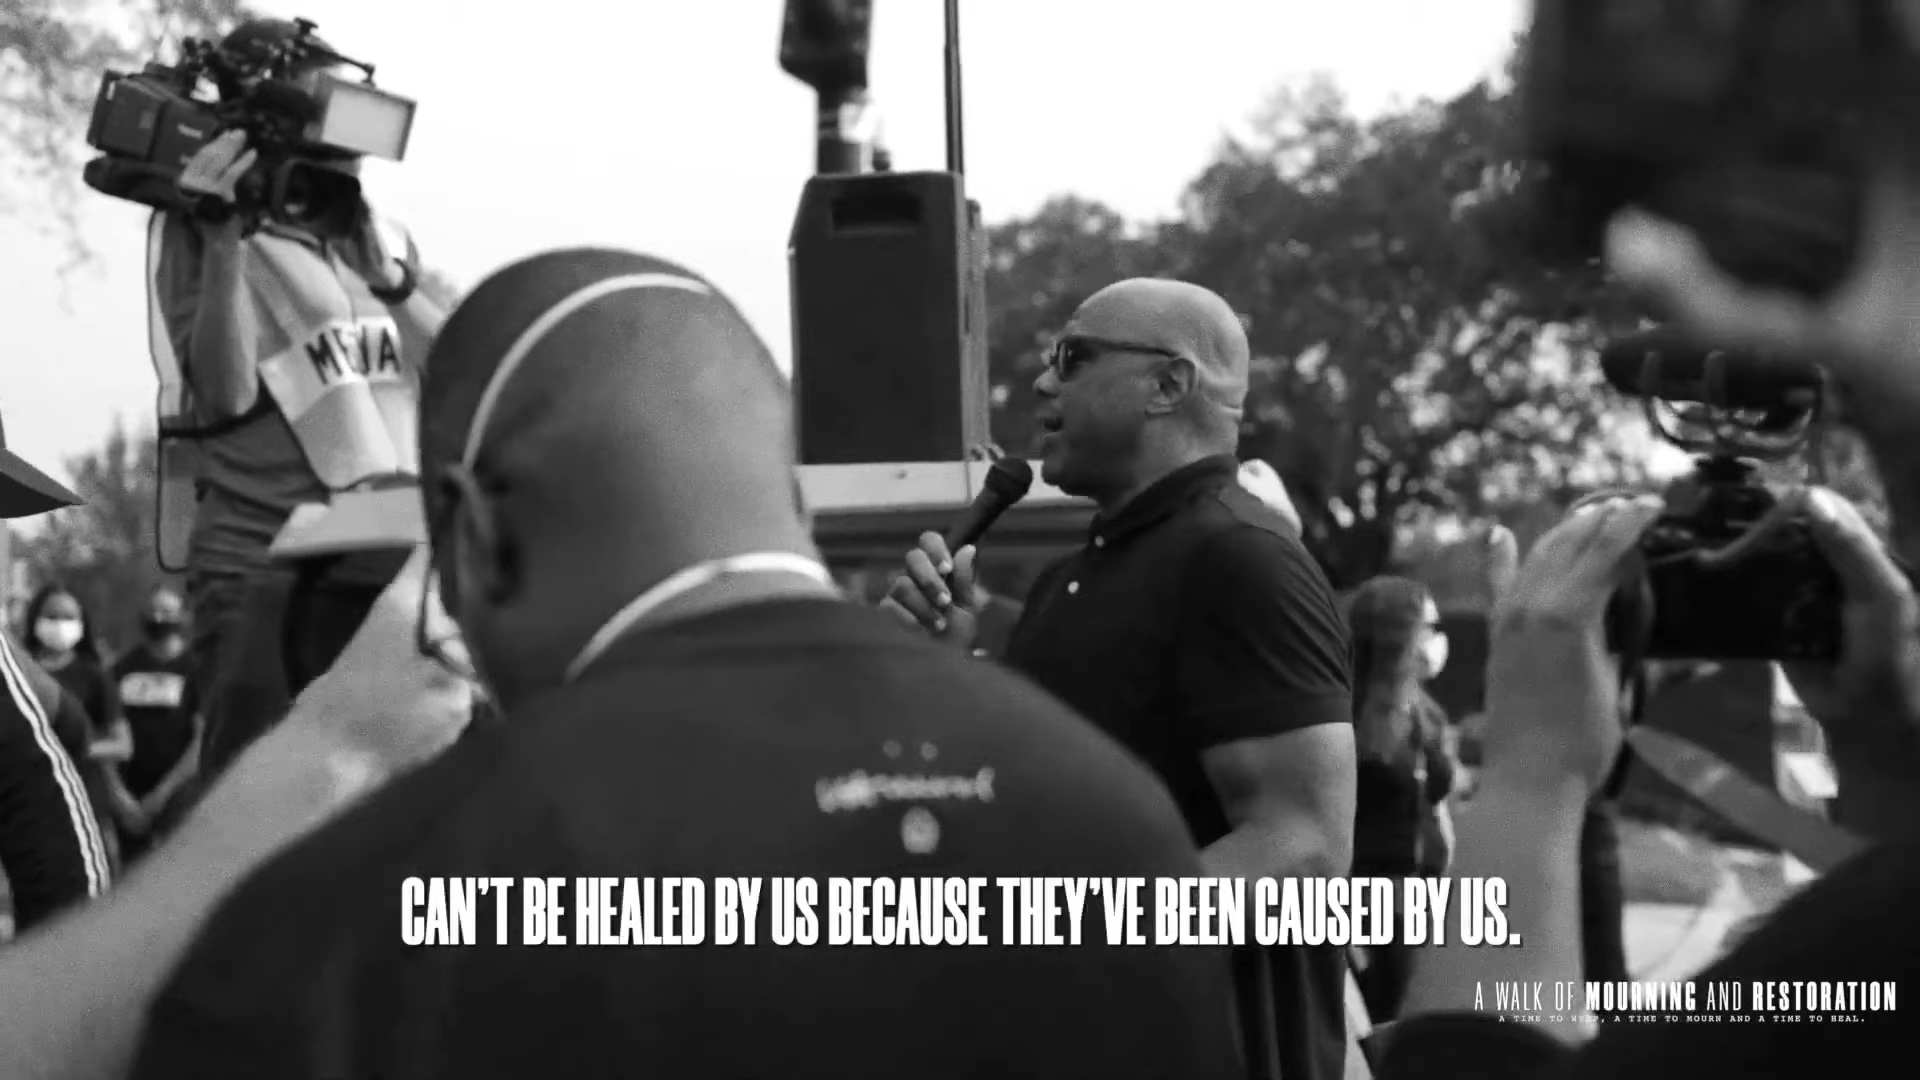 MEDIA
CAN'T BE HEALED BY US BECAUSE THEY'VE BEEN CAUSED BY US.
A WALK OF MOURNING AND RESTORATION
A TIME TO WEEP, A TIME TO MOURN AND A TIME TO HEAL.